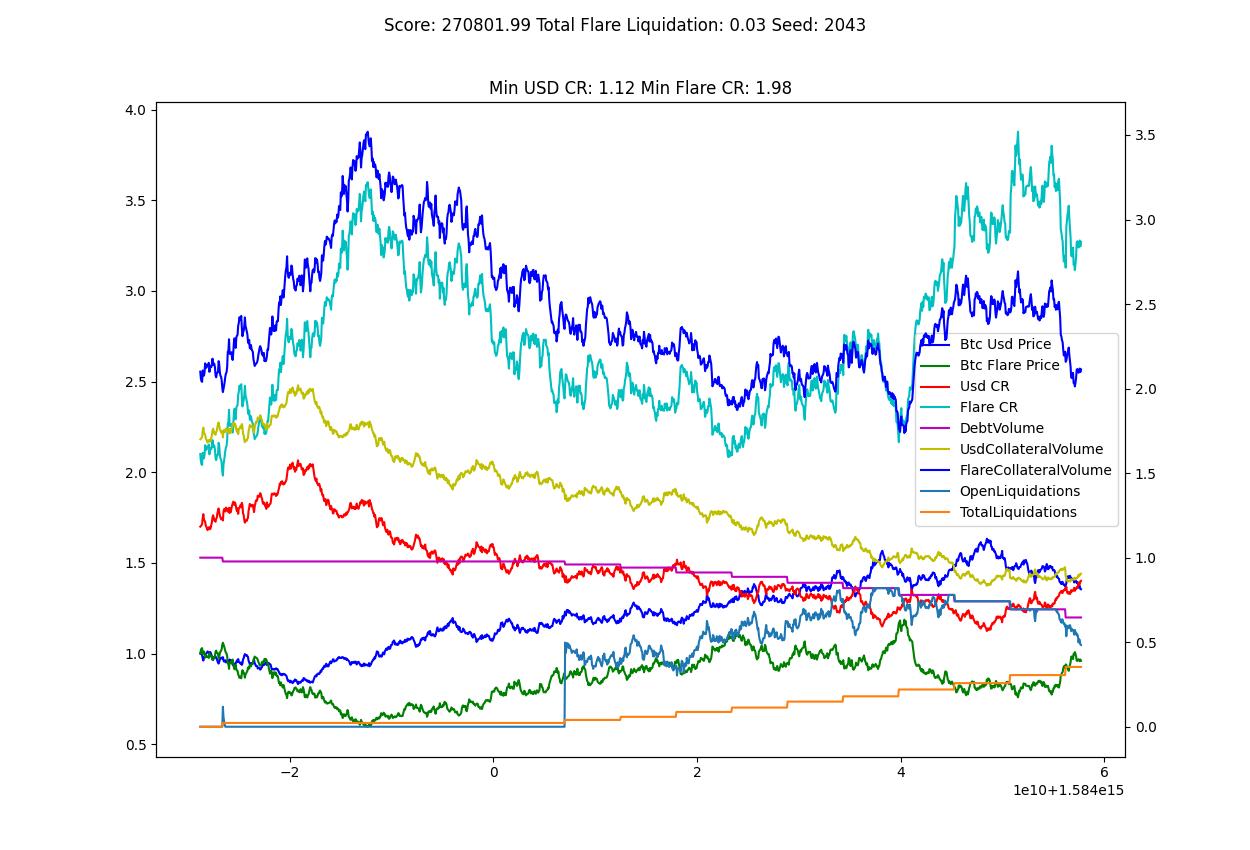 Score: 270801.99 Total Flare Liquidation: 0.03 Seed: 2043
Min USD CR: 1.12 Min Flare CR: 1.98
4.0
3.5
3.0
2.5
2.0
1.5
1.0
0.5
3.5
3.0
2.5
2.0
1.5
1.0
0.5
0.0
Btc Usd Price
Btc Flare Price
Usd CR
Flare CR
DebtVolume
UsdCollateralVolume
FlareCollateralVolume
OpenLiquidations
TotalLiquidations
−2 0 2 4 6
1e10+1.584e15